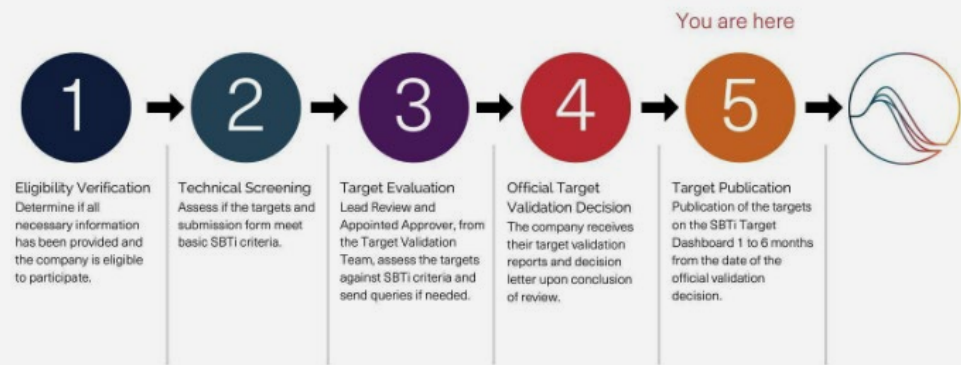 You are here
1
2
3
4
5
Eligibility Verification
Determine if all
necessary information
has been provided and
the company is eligible
to participate.
Technical Screening
Assess if the targets and
submission form meet
basic SBTi criteria.
Target Evaluation
Lead Review and
Appointed Approver, from
the Target Validation
Team, assess the targets
against SBTi criteria and
send queries if needed.
Official Target
Validation Decision
The company receives
their target validation
reports and decision
letter upon conclusion
of review.
Target Publication
Publication of the targets
on the SBTi Target
Dashboard 1 to 6 months
from the date of the
official validation
decision.